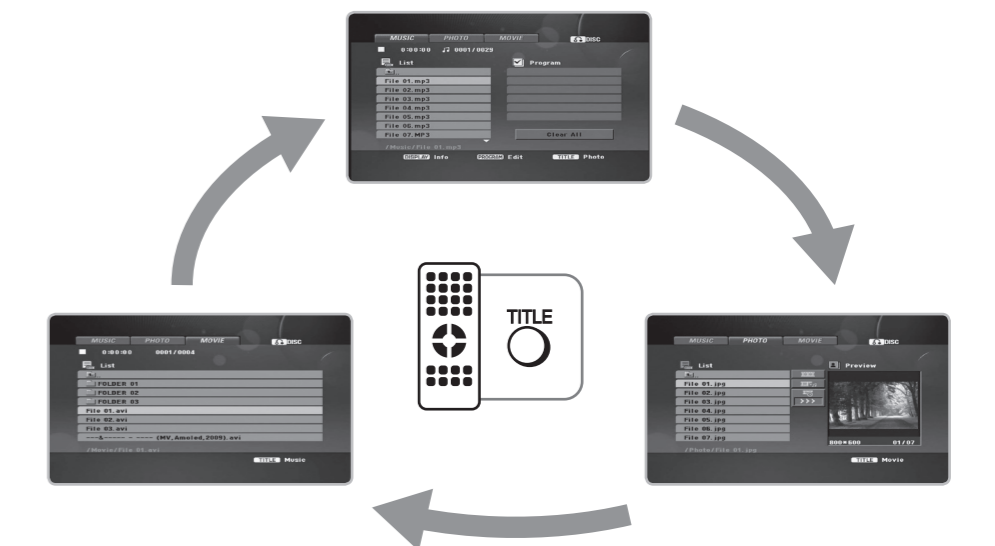 MUSIC PHOTO MOVIE DISC
0:00:00 0001/0029
List Program
..
File 01.mp3
File 02.mp3
File 03.mp3
File 04.mp3
File 05.mp3
File 06.mp3
File 07.MP3 Clear All
/Music/File 01.mp3
DISPLAY Info PROGRAM Edit TITLE Photo
TITLE
MUSIC PHOTO MOVIE DISC
0:00:00 0001/0004
List
..
FOLDER 01
FOLDER 02
FOLDER 03
File 01.avi
File 02.avi
File 03.avi
---&----- - ---- (MV,Ameled,2009).avi
/Movie/File 01.avi
TITLE Music
MUSIC PHOTO MOVIE DISC
List Preview
..
File 01.jpg
File 02.jpg
File 03.jpg >>>
File 04.jpg
File 05.jpg
File 06.jpg
File 07.jpg 800*600 01/07
/Photo/File 01.jpg
TITLE Movie